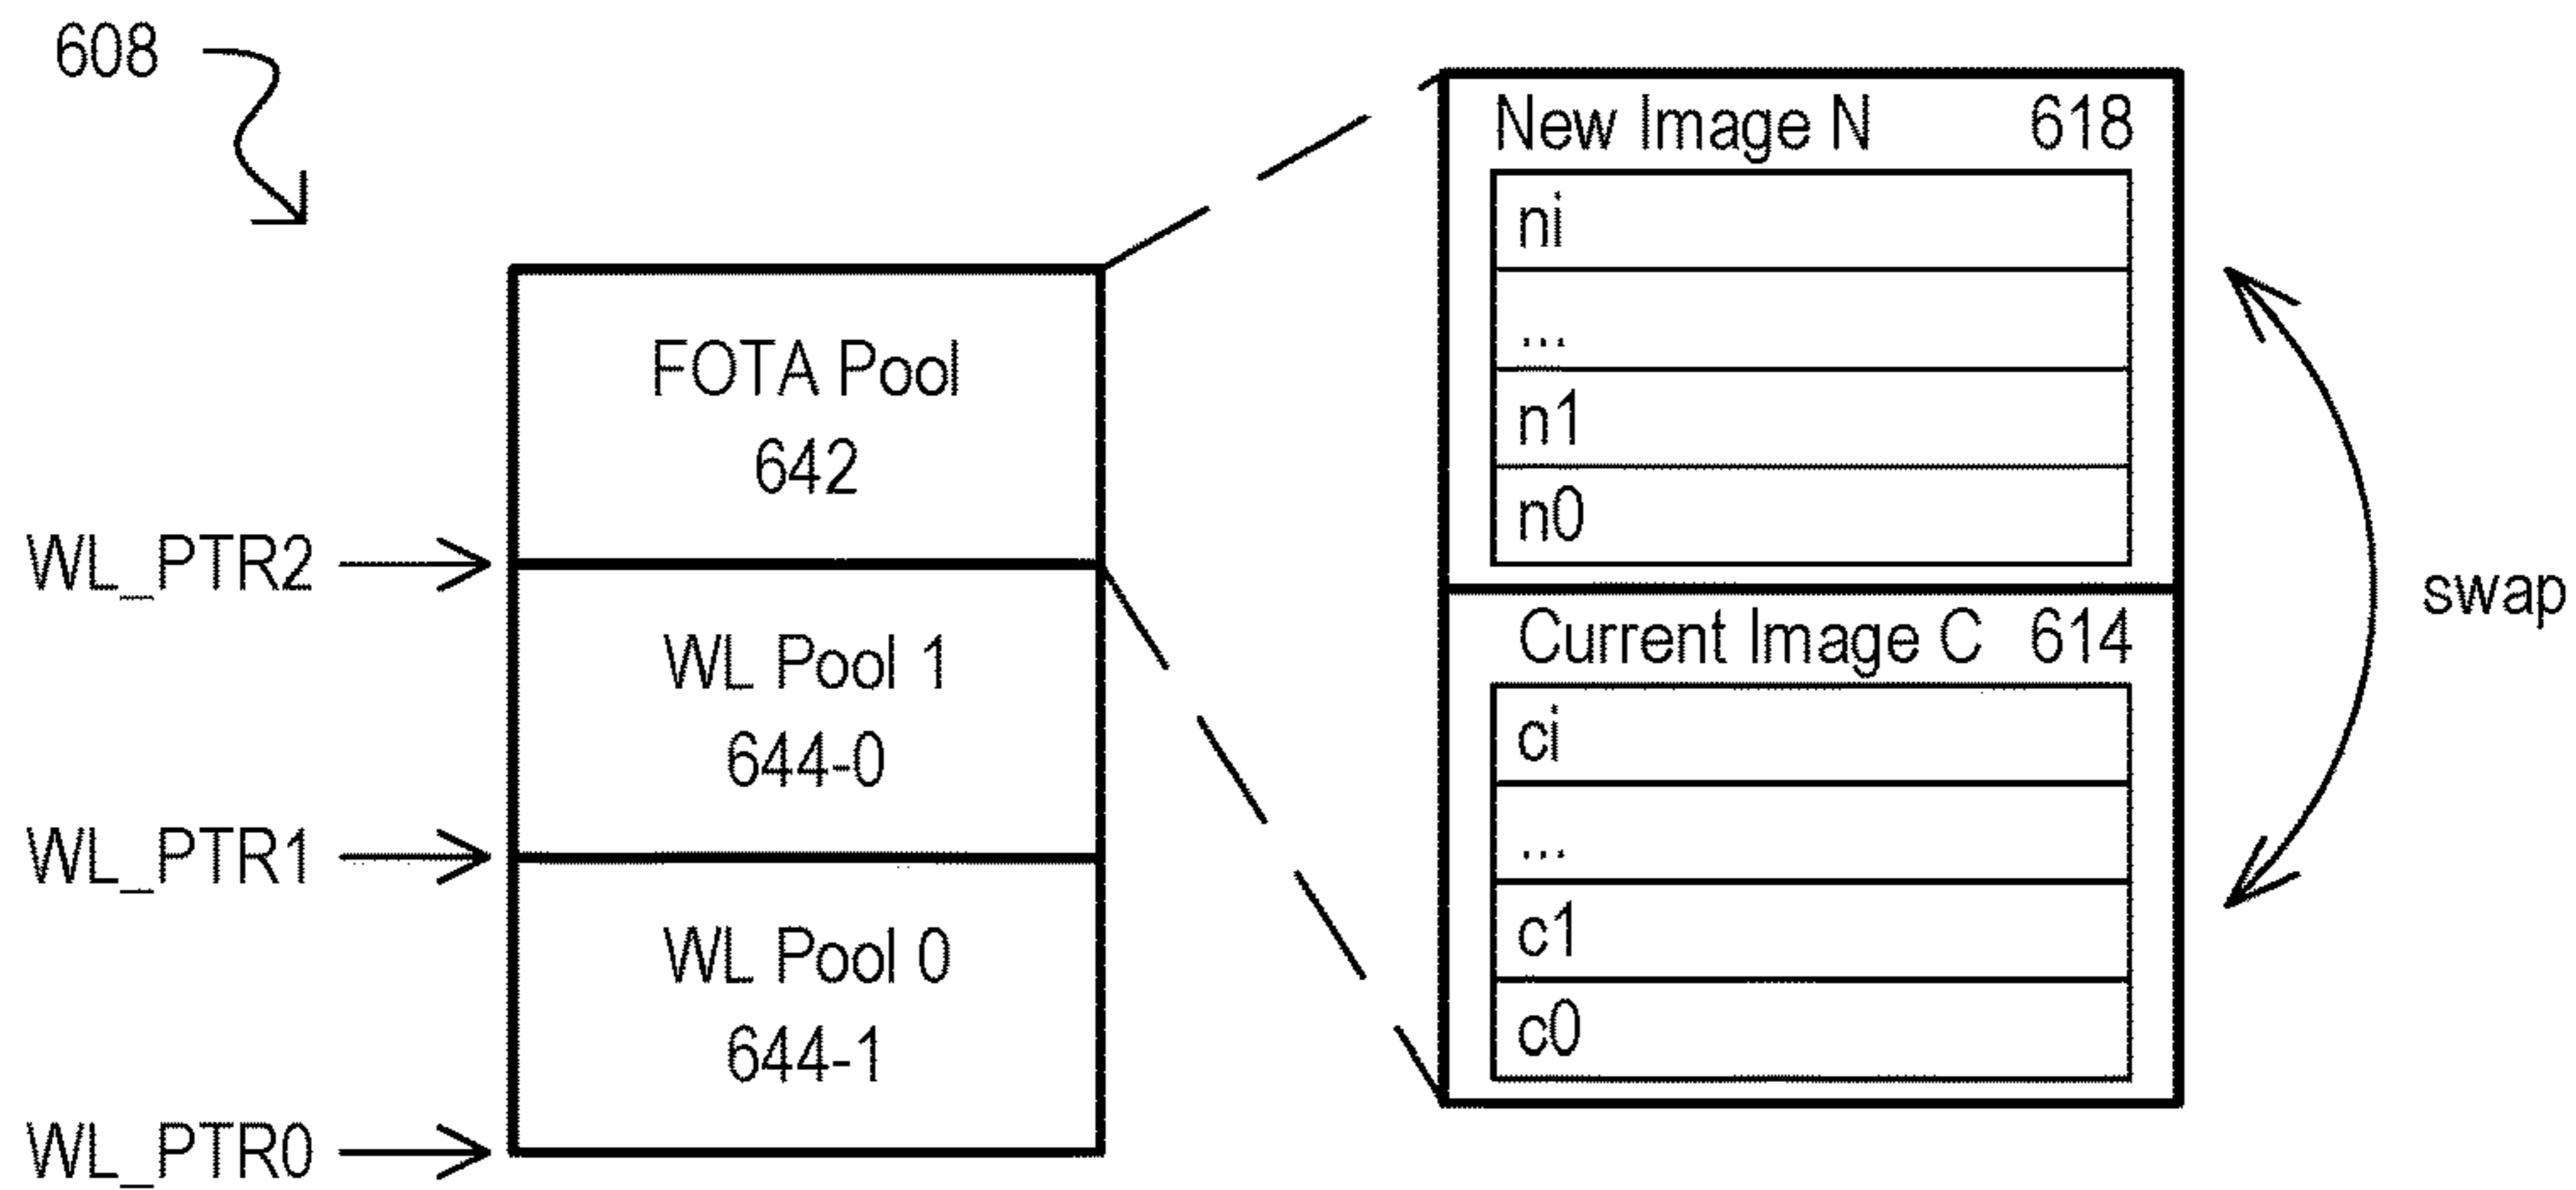 608
FOTA Pool
642
WL Pool 1
644-0
WL Pool 0
644-1
WL_PTR2
WL_PTR1
WL_PTR0
New Image N 618
ni
...
n1
n0
Current Image C 614
ci
...
c1
c0
swap